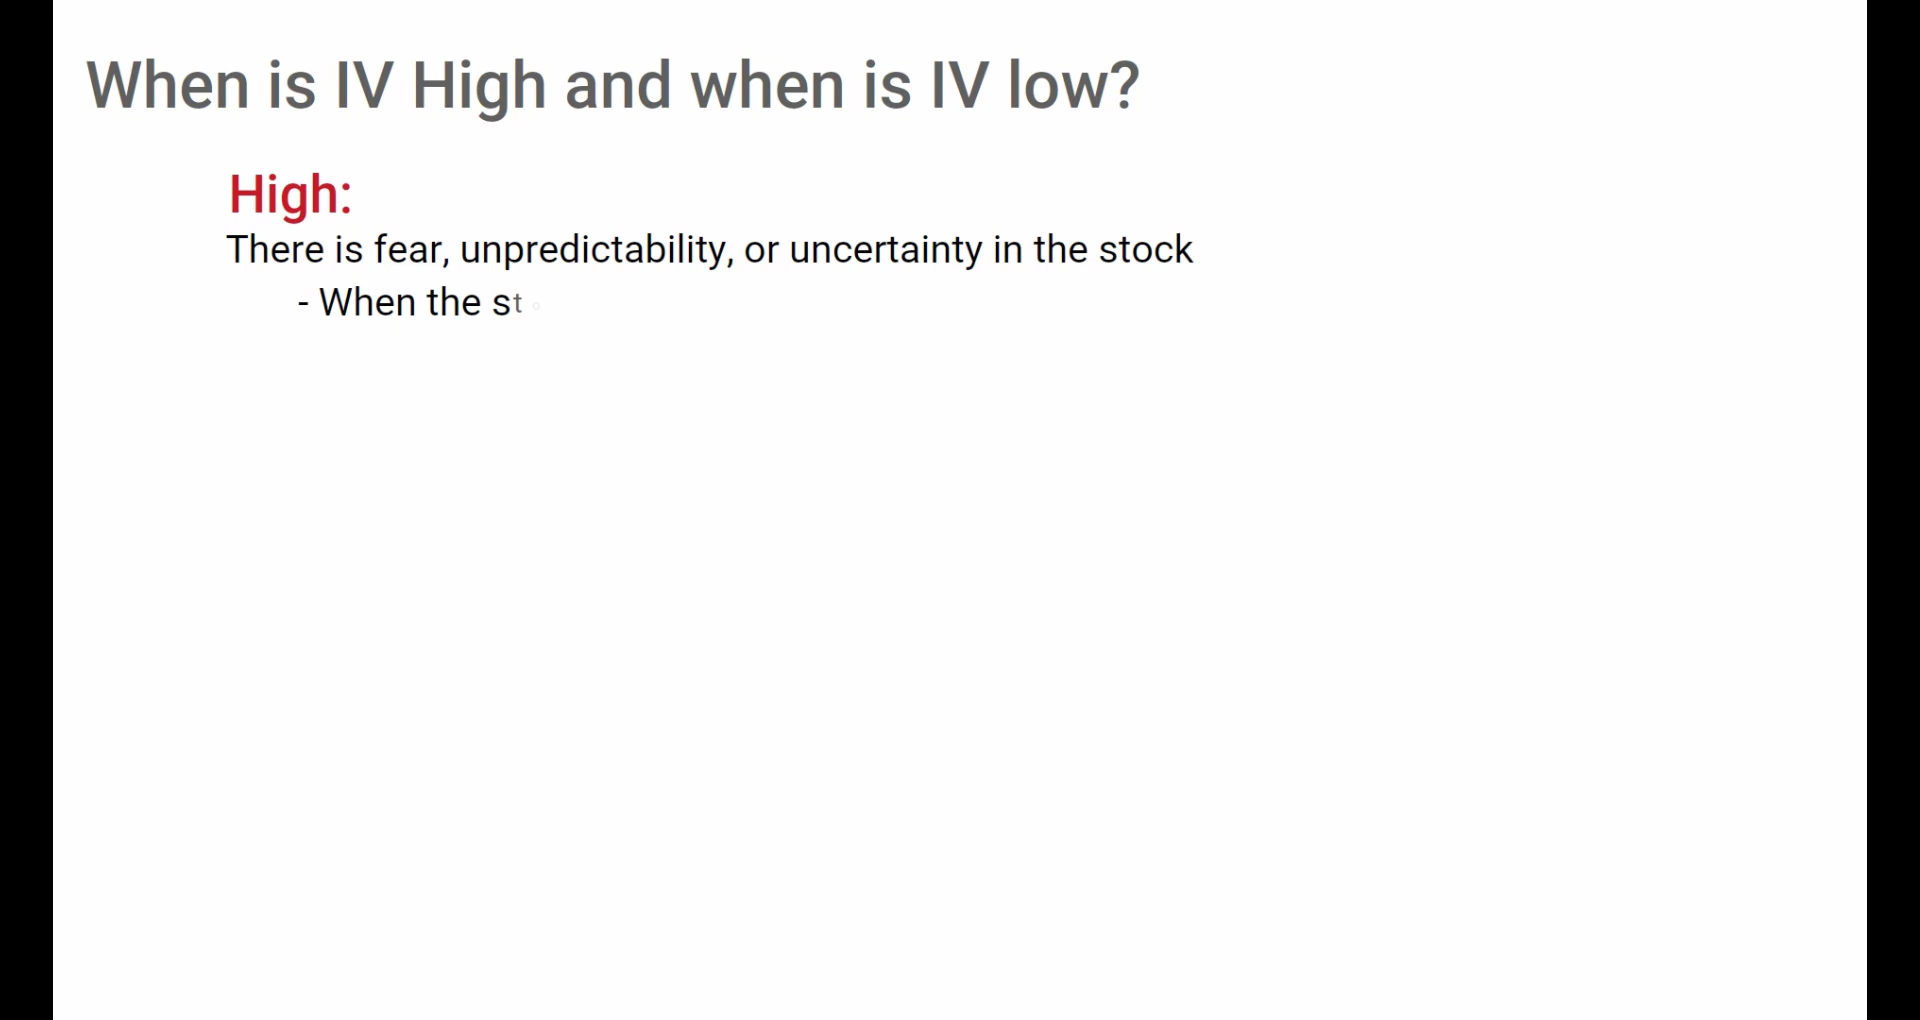 When is IV High and when is IV low?
High:
There is fear, unpredictability, or uncertainty in the stock
- When the st